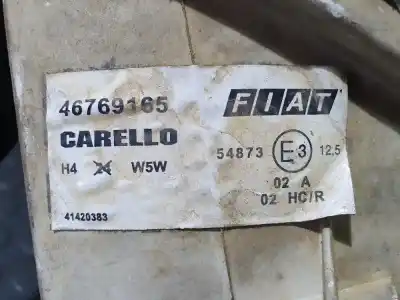 46769165 FIAT
CARELLO 54873 E3 12,5
H4 W5W
02 A
02 HC/R
41420383